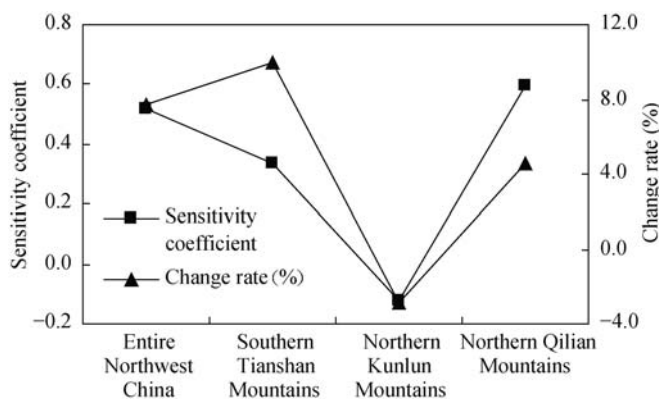 0.8
0.6
0.4
0.2
0.0
−0.2
Sensitivity coefficient
12.0
8.0
4.0
0.0
−4.0
Change rate (%)
Sensitivity
coefficient
Change rate (%)
Entire
Northwest
China
Southern
Tianshan
Mountains
Northern
Kunlun
Mountains
Northern Qilian
Mountains